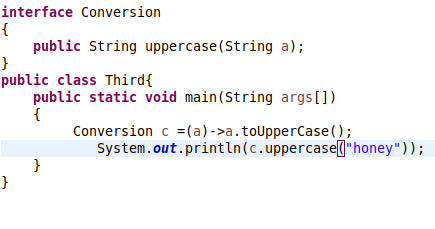 interface Conversion
{
    public String uppercase(String a);
}
public class Third{
    public static void main(String args[])
    {
         Conversion c =(a)->a.toUpperCase();
            System.out.println(c.uppercase("honey"));
    }
}